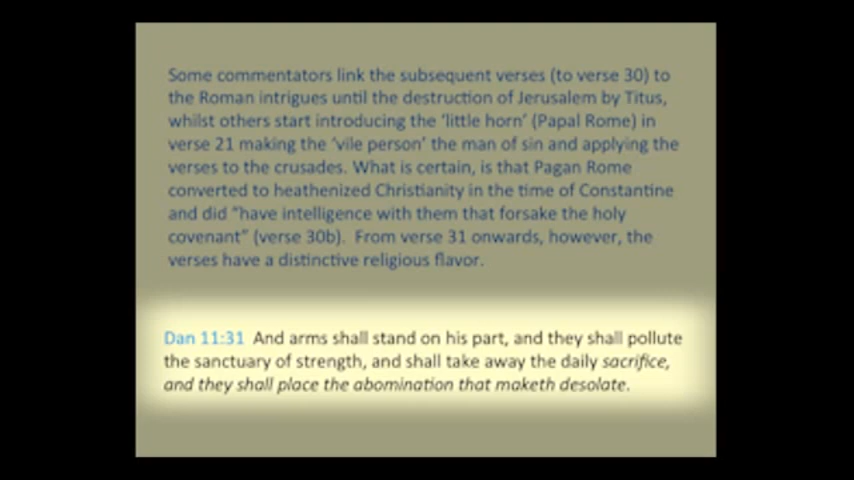 Some commentators link the subsequent verses (to verse 30) to
the Roman intrigues until the destruction of Jerusalem by Titus,
whilst others start introducing the ‘little horn’ (Papal Rome) in
verse 21 making the ‘vile person’ the man of sin and applying the
verses to the crusades. What is certain, is that Pagan Rome
converted to heathenized Christianity in the time of Constantine
and did “have intelligence with them that forsake the holy
covenant” (verse 30b).  From verse 31 onwards, however, the
verses have a distinctive religious flavor.
Dan 11:31  And arms shall stand on his part, and they shall pollute
the sanctuary of strength, and shall take away the daily sacrifice,
and they shall place the abomination that maketh desolate.